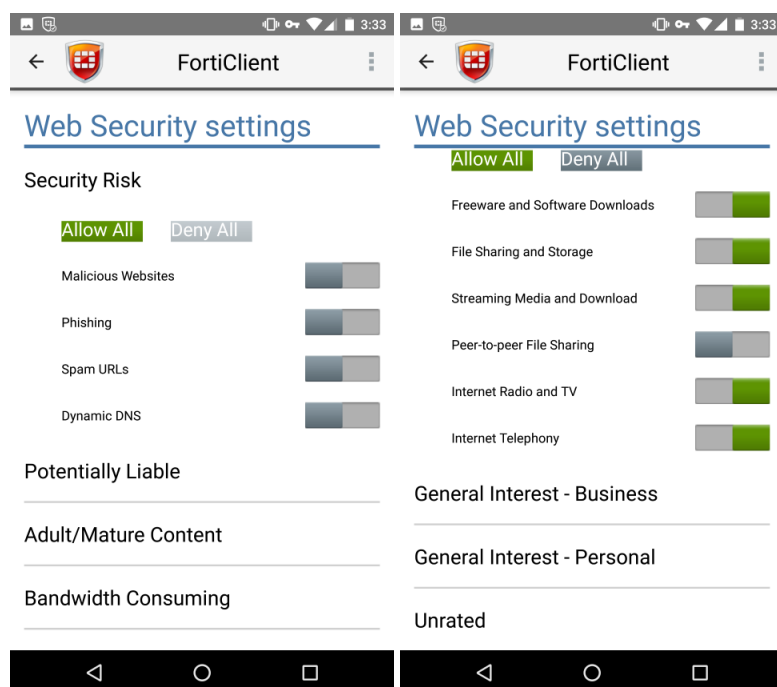 3:33
FortiClient
Web Security settings
Security Risk
Allow All Deny All
Malicious Websites
Phishing
Spam URLs
Dynamic DNS
Potentially Liable
Adult/Mature Content
Bandwidth Consuming
3:33
FortiClient
Web Security settings
Allow All Deny All
Freeware and Software Downloads
File Sharing and Storage
Streaming Media and Download
Peer-to-peer File Sharing
Internet Radio and TV
Internet Telephony
General Interest - Business
General Interest - Personal
Unrated